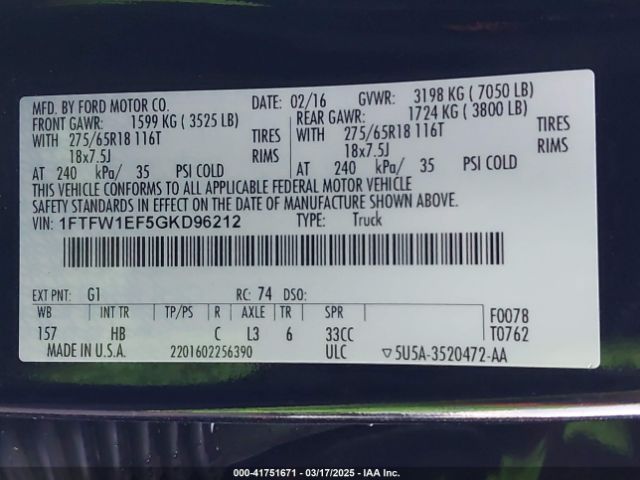 MFD. BY FORD MOTOR CO. DATE: 02/16 GVWR: 3198 KG ( 7050 LB)
FRONT GAWR: 1599 KG ( 3525 LB) REAR GAWR: 1724 KG ( 3800 LB)
WITH 275/65R18 116T TIRES WITH 275/65R18 116T TIRES
18x7.5J RIMS 18x7.5J RIMS
AT 240 kPa/ 35 PSI COLD AT 240 kPa/ 35 PSI COLD
THIS VEHICLE CONFORMS TO ALL APPLICABLE FEDERAL MOTOR VEHICLE
SAFETY STANDARDS IN EFFECT ON THE DATE OF MANUFACTURE SHOWN ABOVE.
VIN: 1FTFW1EF5GKD96212 TYPE: Truck
EXT PNT: G1 RC: 74 DSO:
WB INT TR TP/PS R AXLE TR SPR F0078
157 HB C L3 6 33CC T0762
MADE IN U.S.A. 2201602256390 ULC ▽5U5A-3520472-AA
000-41751671 - 03/17/2025 - IAA Inc.